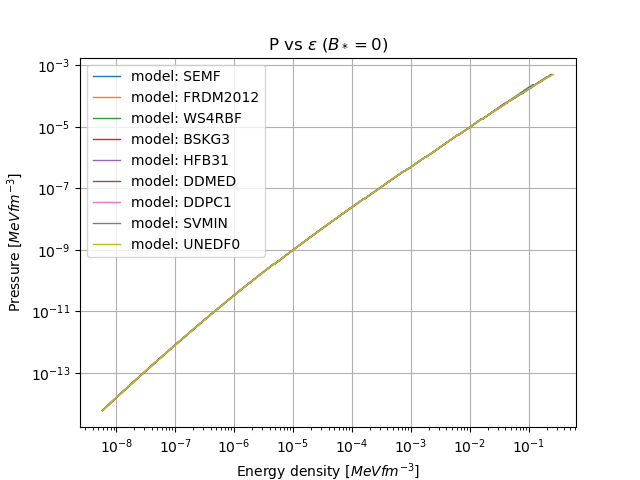 P vs ε (B* = 0)
10⁻³
10⁻⁵
10⁻⁷
10⁻⁹
10⁻¹¹
10⁻¹³
Pressure [MeVfm⁻³]
model: SEMF
model: FRDM2012
model: WS4RBF
model: BSKG3
model: HFB31
model: DDMED
model: DDPC1
model: SVMIN
model: UNEDF0
10⁻⁸ 10⁻⁷ 10⁻⁶ 10⁻⁵ 10⁻⁴ 10⁻³ 10⁻² 10⁻¹
Energy density [MeVfm⁻³]